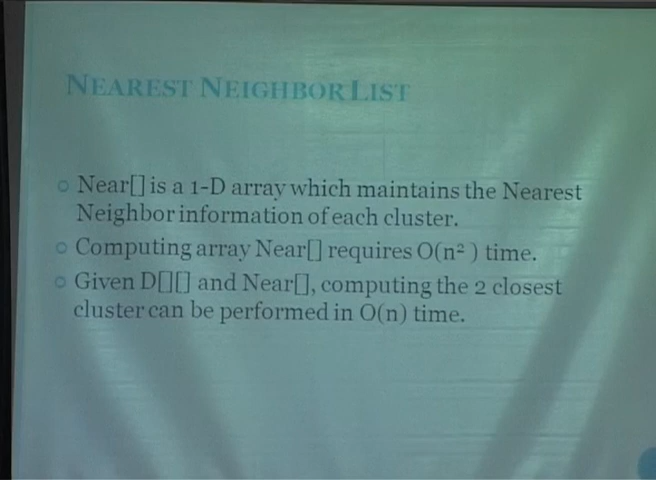 NEAREST NEIGHBOR LIST
Near[] is a 1-D array which maintains the Nearest
Neighbor information of each cluster.
Computing array Near[] requires O(n² ) time.
Given D[][] and Near[], computing the 2 closest
cluster can be performed in O(n) time.